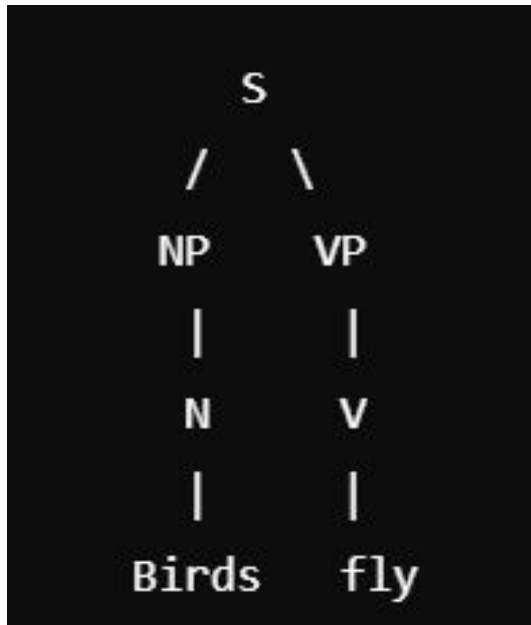 S
/ \
NP VP
| |
N V
| |
Birds fly